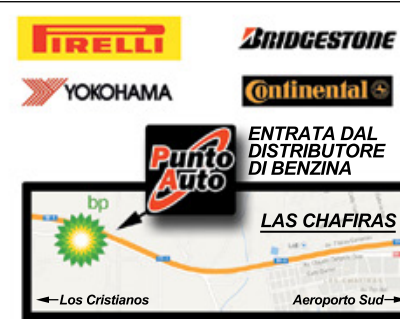 PIRELLI
BRIDGESTONE
YOKOHAMA
Continental
Punto
Auto
ENTRATA DAL
DISTRIBUTORE
DI BENZINA
bp
LAS CHAFIRAS
Los Cristianos
Aeroporto Sud